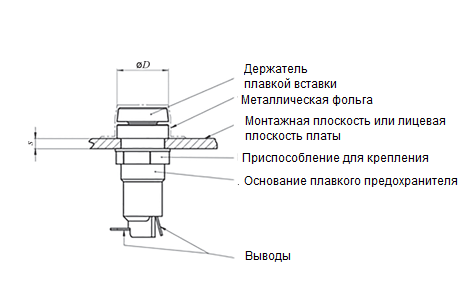 øD
Держатель
плавкой вставки
Металлическая фольга
Монтажная плоскость или лицевая
плоскость платы
s
Приспособление для крепления
Основание плавкого предохранителя
Выводы